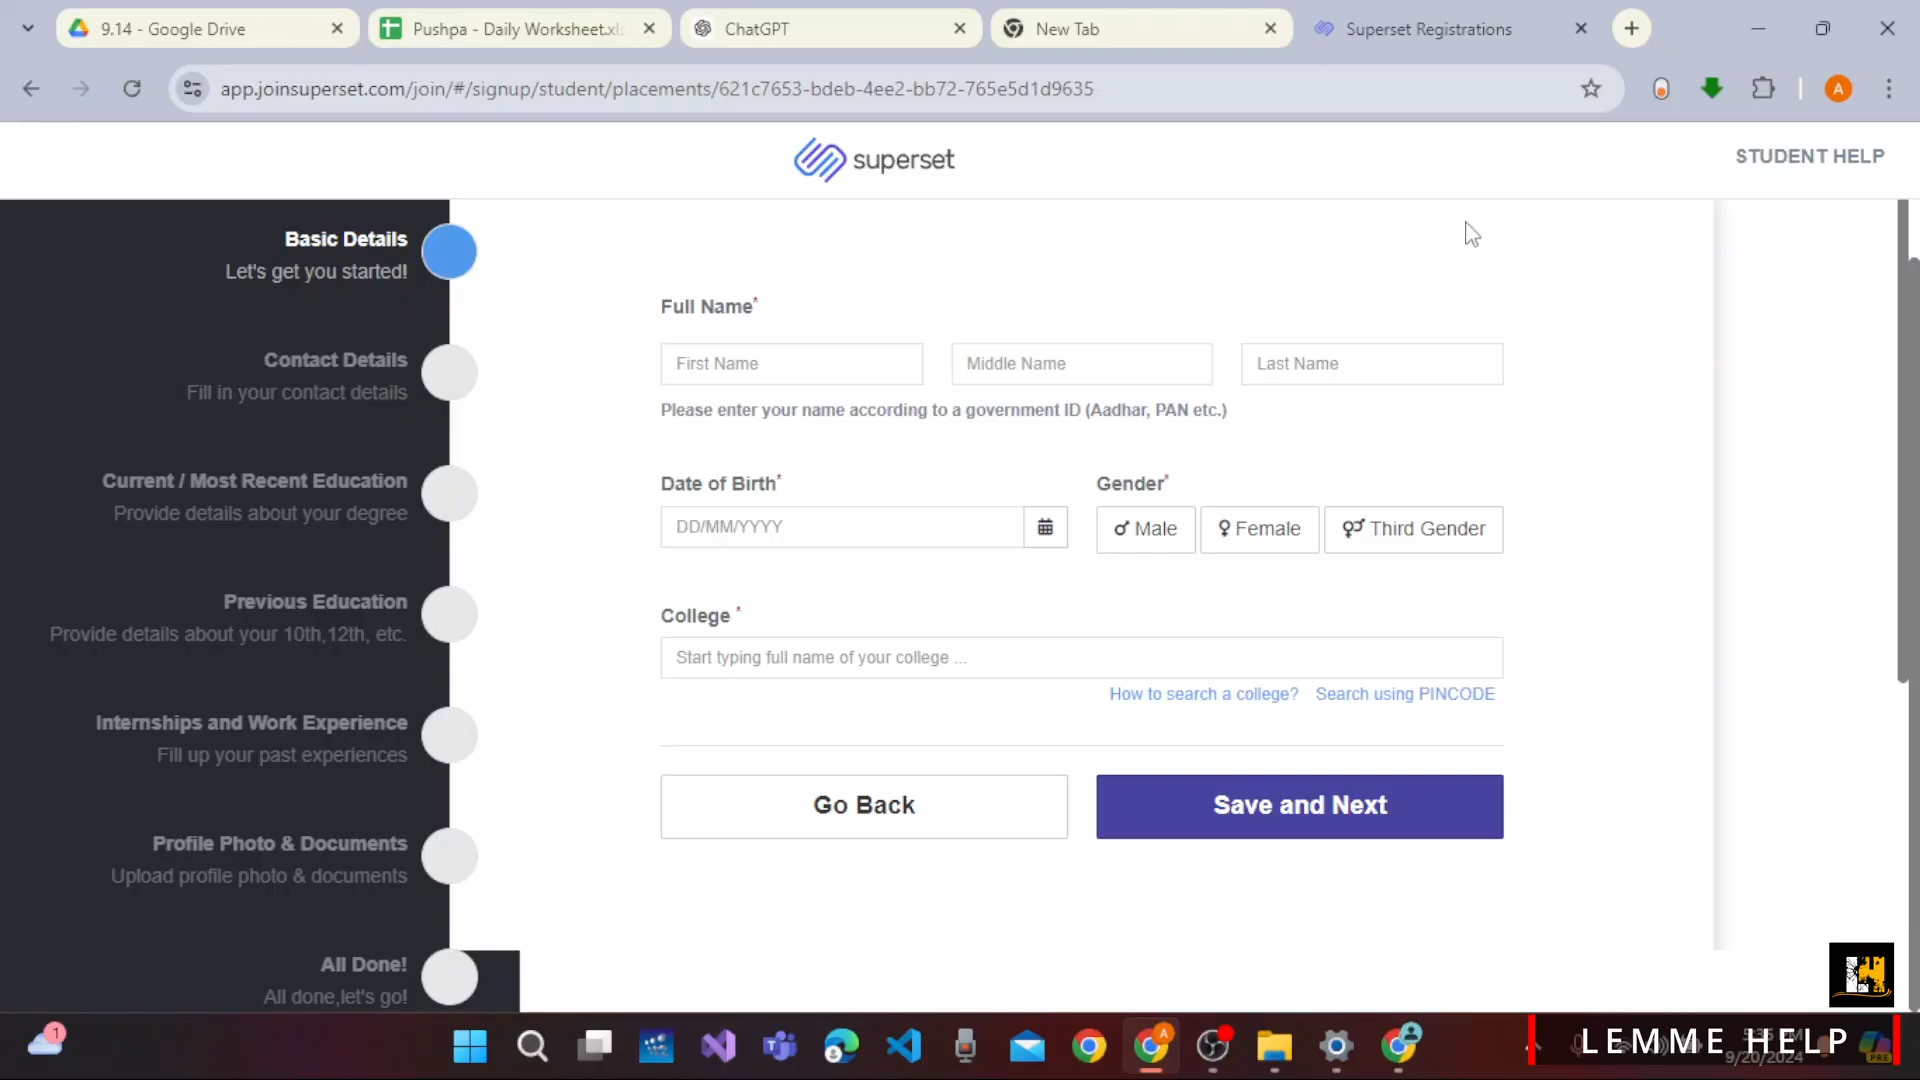 9.14 - Google Drive
Pushpa - Daily Worksheet.xls
ChatGPT
New Tab
Superset Registrations
app.joinsuperset.com/join/#/signup/student/placements/621c7653-bdeb-4ee2-bb72-765e5d1d9635
A
superset
STUDENT HELP
Basic Details
Let's get you started!
Contact Details
Fill in your contact details
Current / Most Recent Education
Provide details about your degree
Previous Education
Provide details about your 10th,12th, etc.
Internships and Work Experience
Fill up your past experiences
Profile Photo & Documents
Upload profile photo & documents
All Done!
All done,let's go!
Full Name*
First Name
Middle Name
Last Name
Please enter your name according to a government ID (Aadhar, PAN etc.)
Date of Birth*
DD/MM/YYYY
Gender*
Male
Female
Third Gender
College *
Start typing full name of your college ...
How to search a college?
Search using PINCODE
Go Back
Save and Next
1
A
LEMME HELP
9/20/2024
PRE